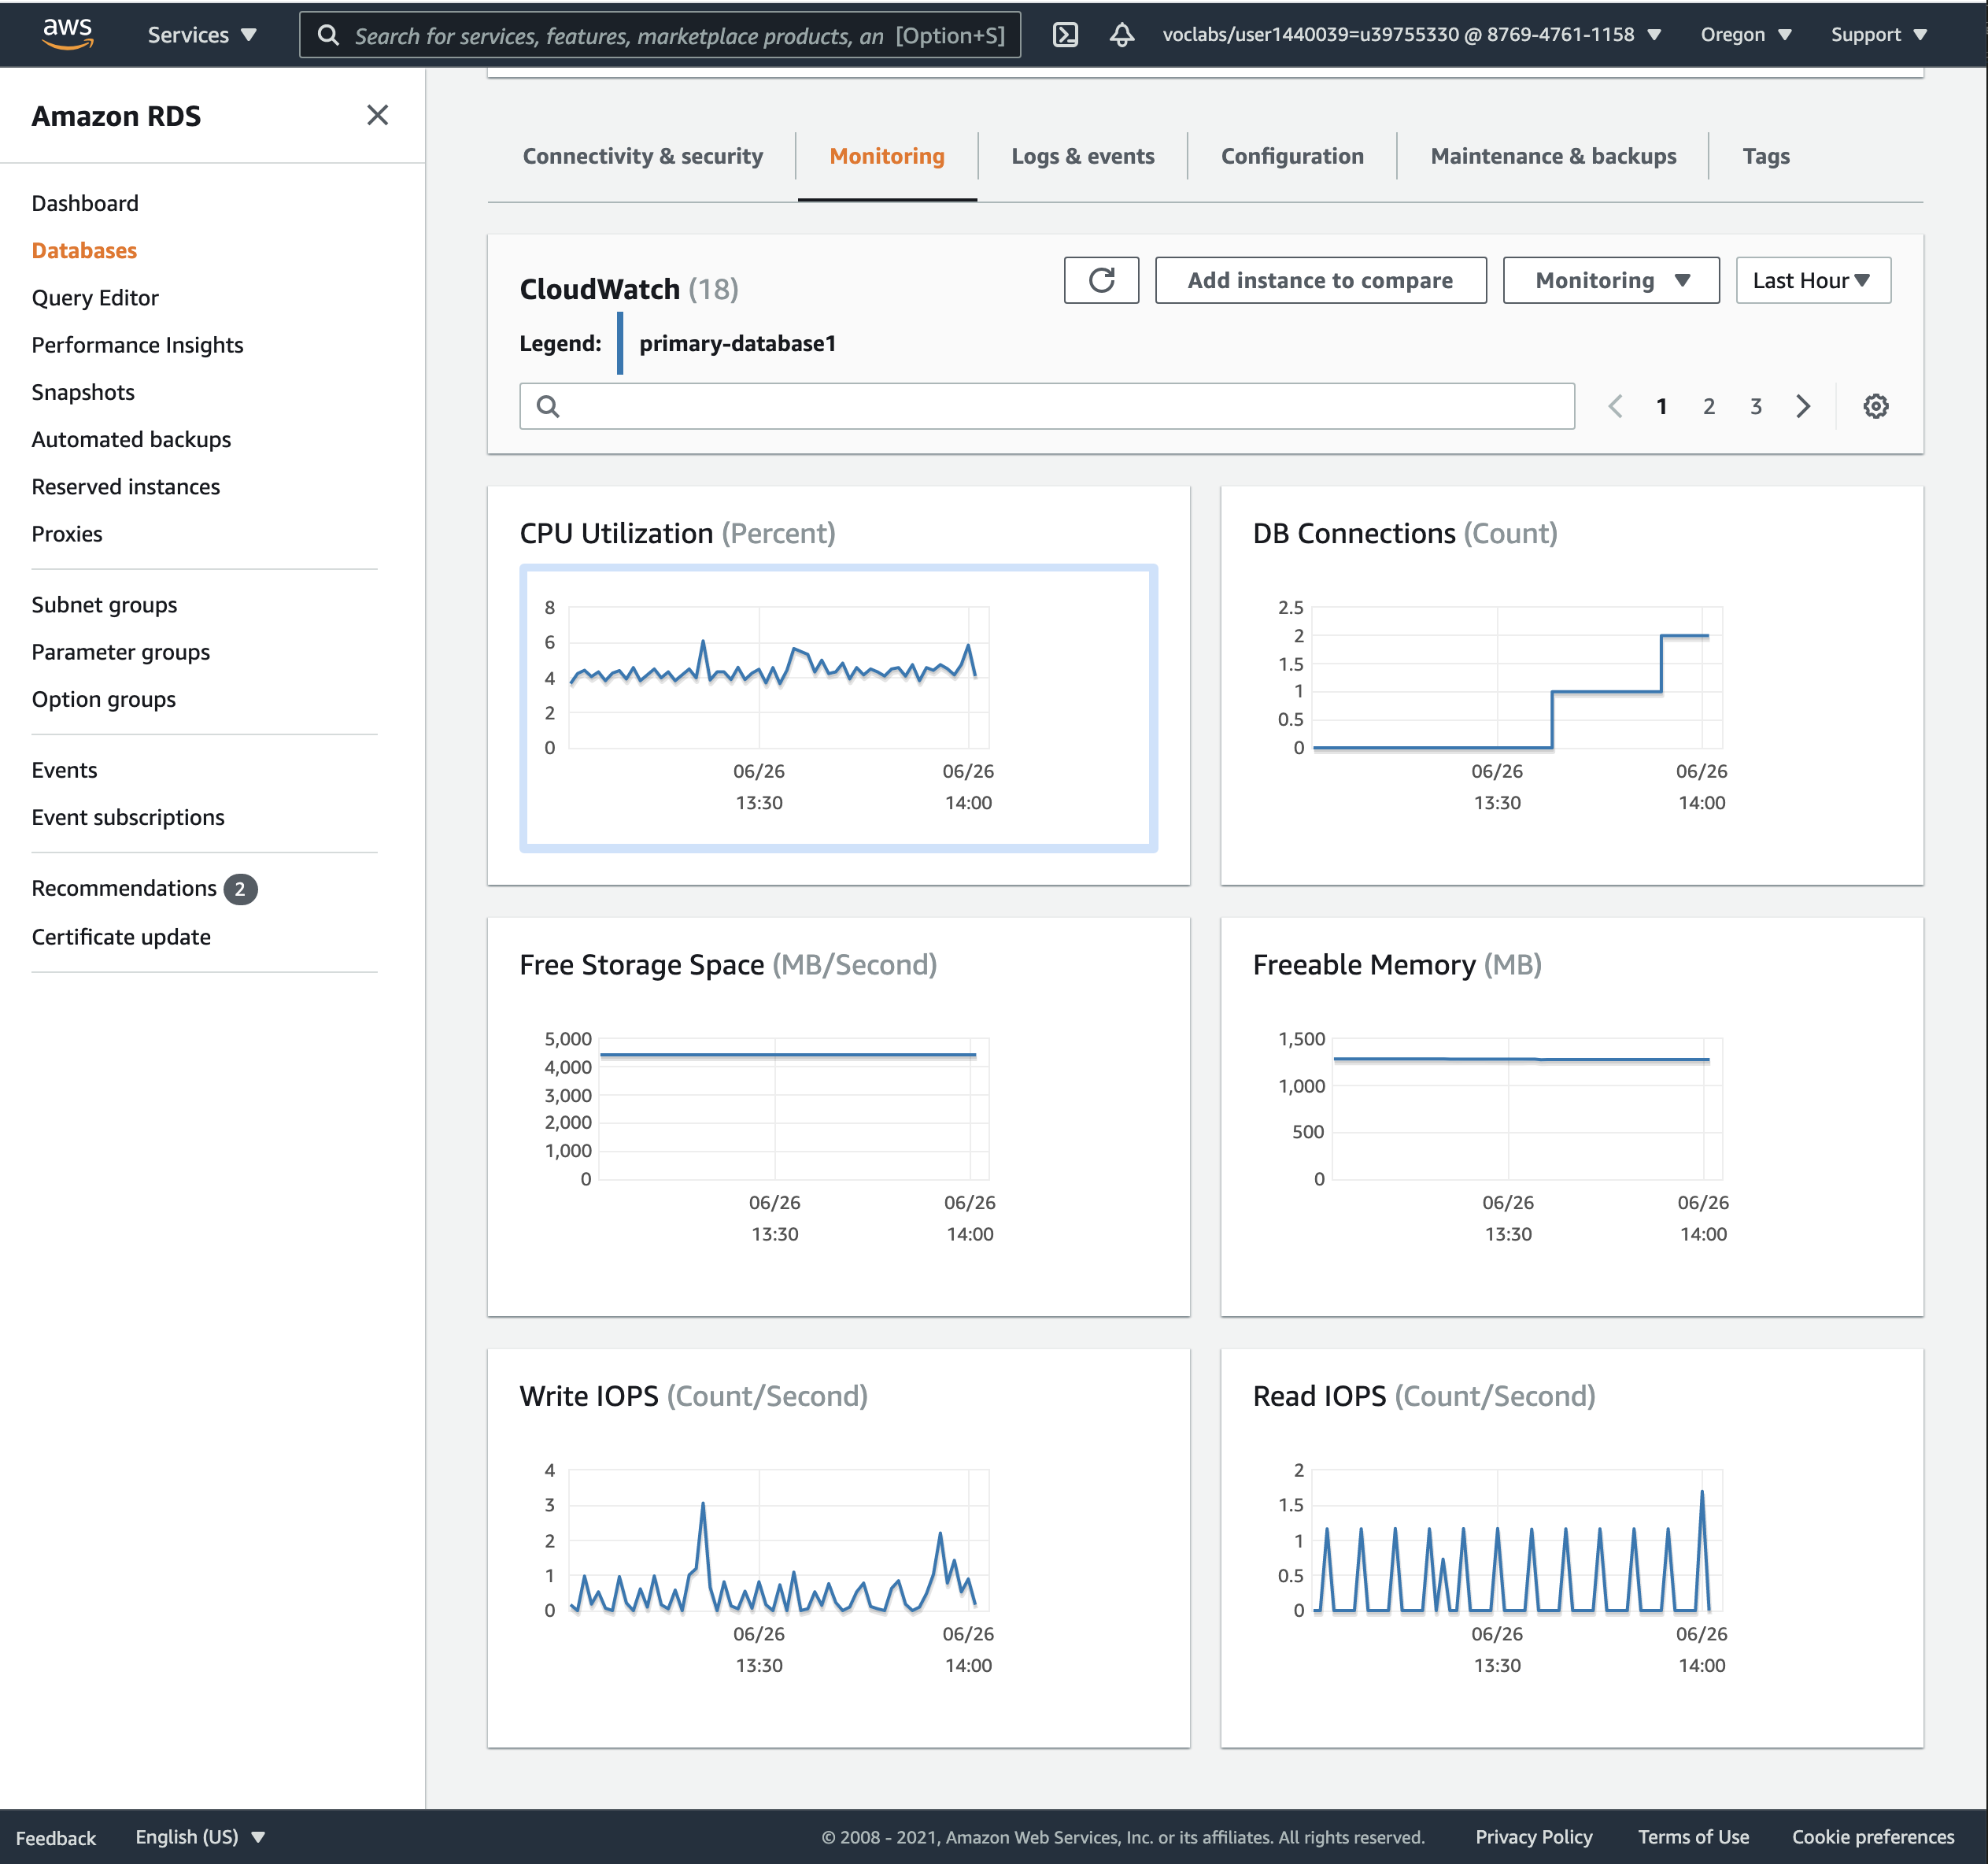 aws Services Search for services, features, marketplace products, an [Option+S] voclabs/user1440039=u39755330 @ 8769-4761-1158 Oregon Support
Amazon RDS
Dashboard
Databases
Query Editor
Performance Insights
Snapshots
Automated backups
Reserved instances
Proxies
Subnet groups
Parameter groups
Option groups
Events
Event subscriptions
Recommendations 2
Certificate update
Connectivity & security Monitoring Logs & events Configuration Maintenance & backups Tags
CloudWatch (18) Add instance to compare Monitoring Last Hour
Legend: primary-database1
1 2 3
CPU Utilization (Percent)
8
6
4
2
0
06/26 06/26
13:30 14:00
DB Connections (Count)
2.5
2
1.5
1
0.5
0
06/26 06/26
13:30 14:00
Free Storage Space (MB/Second)
5,000
4,000
3,000
2,000
1,000
0
06/26 06/26
13:30 14:00
Freeable Memory (MB)
1,500
1,000
500
0
06/26 06/26
13:30 14:00
Write IOPS (Count/Second)
4
3
2
1
0
06/26 06/26
13:30 14:00
Read IOPS (Count/Second)
2
1.5
1
0.5
0
06/26 06/26
13:30 14:00
Feedback English (US) © 2008 - 2021, Amazon Web Services, Inc. or its affiliates. All rights reserved. Privacy Policy Terms of Use Cookie preferences